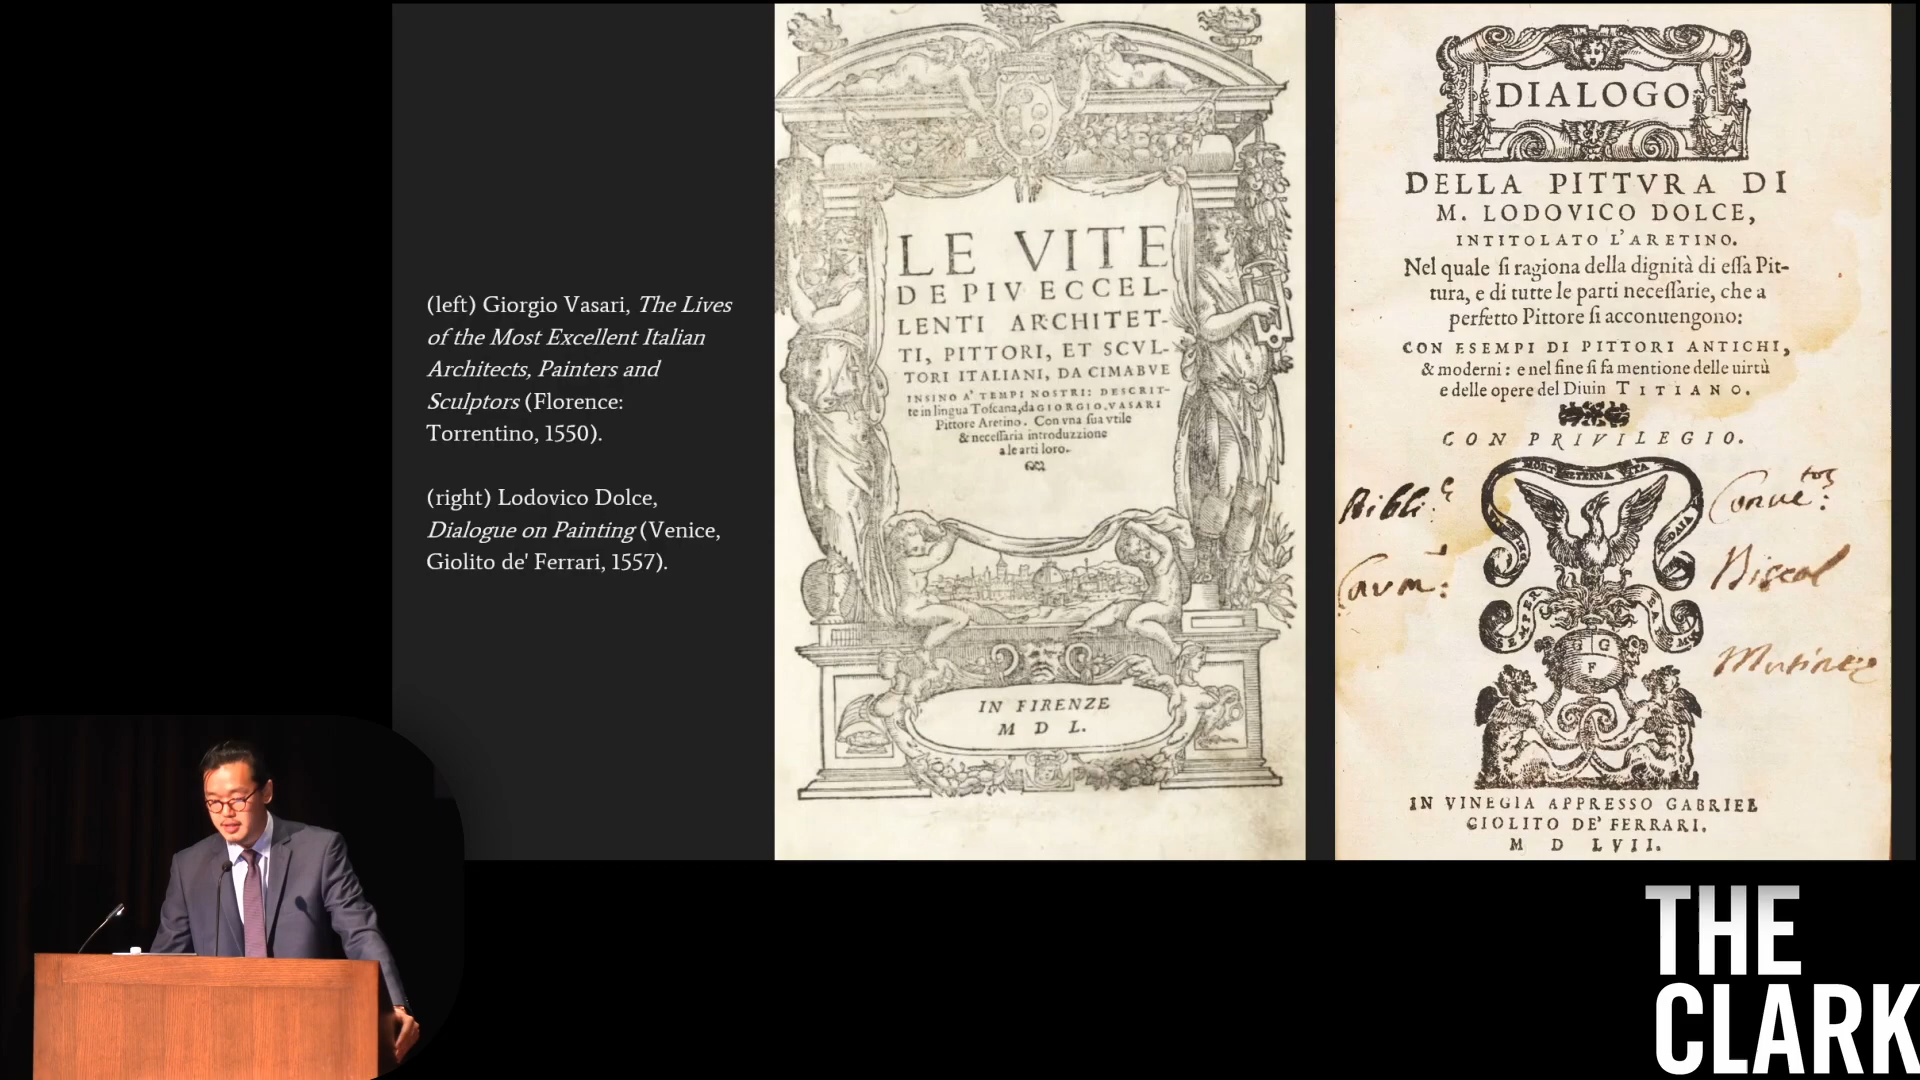 (left) Giorgio Vasari, The Lives
of the Most Excellent Italian
Architects, Painters and
Sculptors (Florence:
Torrentino, 1550).
(right) Lodovico Dolce,
Dialogue on Painting (Venice,
Giolito de' Ferrari, 1557).
LE VITE
DE PIV ECCEL-
LENTI ARCHITET-
TI, PITTORI, ET SCVL-
TORI ITALIANI, DA CIMABVE
INSINO A' TEMPI NOSTRI: DESCRIT-
te in lingua Toscana, da GIORGIO VASARI
Pittore Aretino. Con vna sua vtile
& necessaria introduzzione
a le arti loro.
IN FIRENZE
M D L.
DIALOGO
DELLA PITTVRA DI
M. LODOVICO DOLCE,
INTITOLATO L'ARETINO.
Nel quale si ragiona della dignità di essa Pit-
tura, e di tutte le parti necessarie, che a
perfetto Pittore si acconuengono:
CON ESEMPI DI PITTORI ANTICHI,
& moderni: e nel fine si fa mentione delle uirtù
e delle opere del Diuin TITIANO.
CON PRIVILEGIO.
VITA
SEMPER
G G
F
IN VINEGIA APPRESSO GABRIEL
GIOLITO DE' FERRARI.
M D LVII.
THE
CLARK